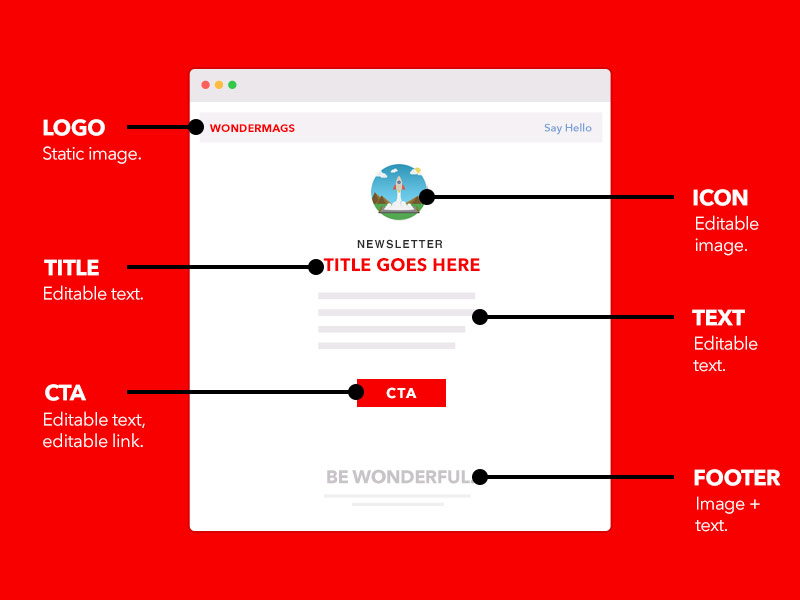 LOGO
Static image.
WONDERMAGS
Say Hello
ICON
Editable
image.
NEWSLETTER
TITLE GOES HERE
TITLE
Editable text.
TEXT
Editable
text.
CTA
Editable text,
editable link.
CTA
BE WONDERFUL.
FOOTER
Image +
text.